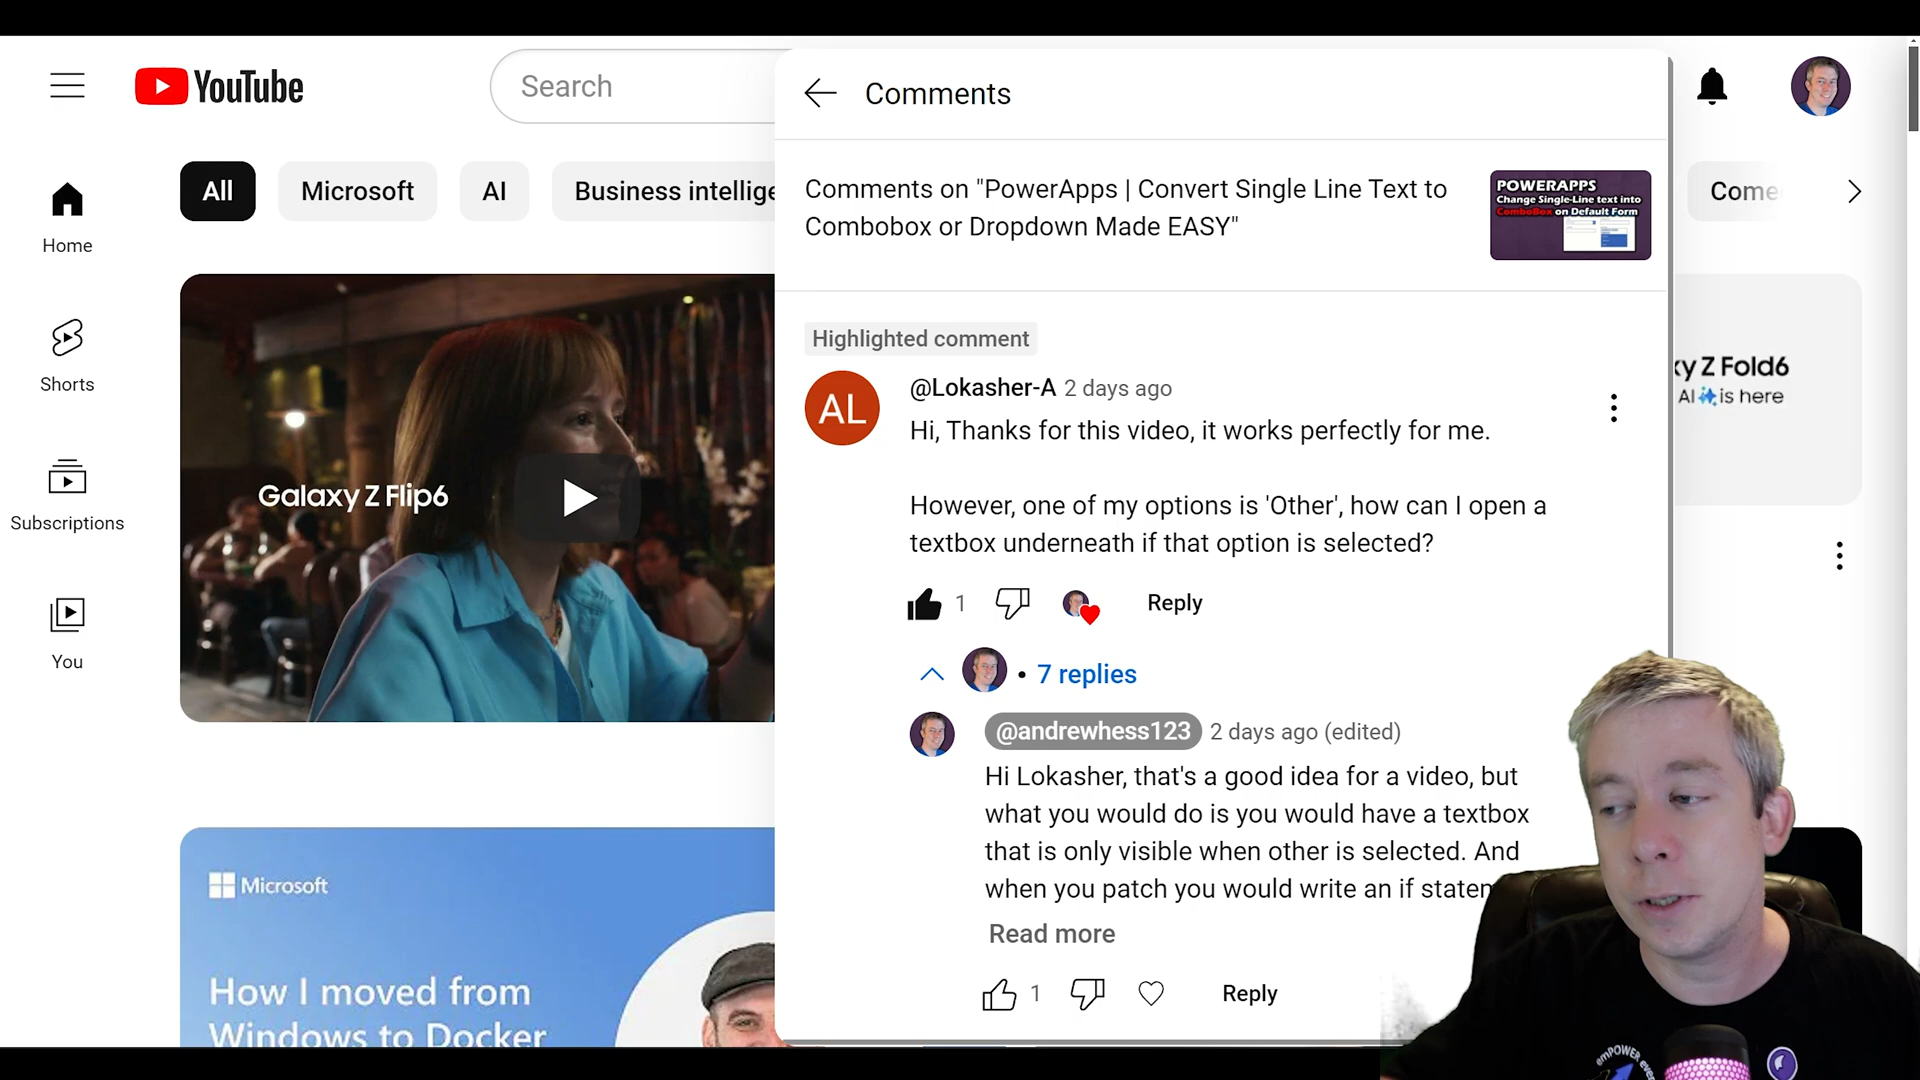 YouTube
Search
Comments
All
Microsoft
AI
Business intellige
Come
Home
Shorts
Subscriptions
You
Comments on "PowerApps | Convert Single Line Text to
Combobox or Dropdown Made EASY"
POWERAPPS
Change Single-Line text into
ComboBox on Default Form
Highlighted comment
AL
@Lokasher-A 2 days ago
Hi, Thanks for this video, it works perfectly for me.
However, one of my options is 'Other', how can I open a
textbox underneath if that option is selected?
1
Reply
• 7 replies
@andrewhess123 2 days ago (edited)
Hi Lokasher, that's a good idea for a video, but
what you would do is you would have a textbox
that is only visible when other is selected. And
when you patch you would write an if statem
Read more
1
Reply
Galaxy Z Flip6
y Z Fold6
AI is here
Microsoft
How I moved from
Windows to Docker
emPOWER